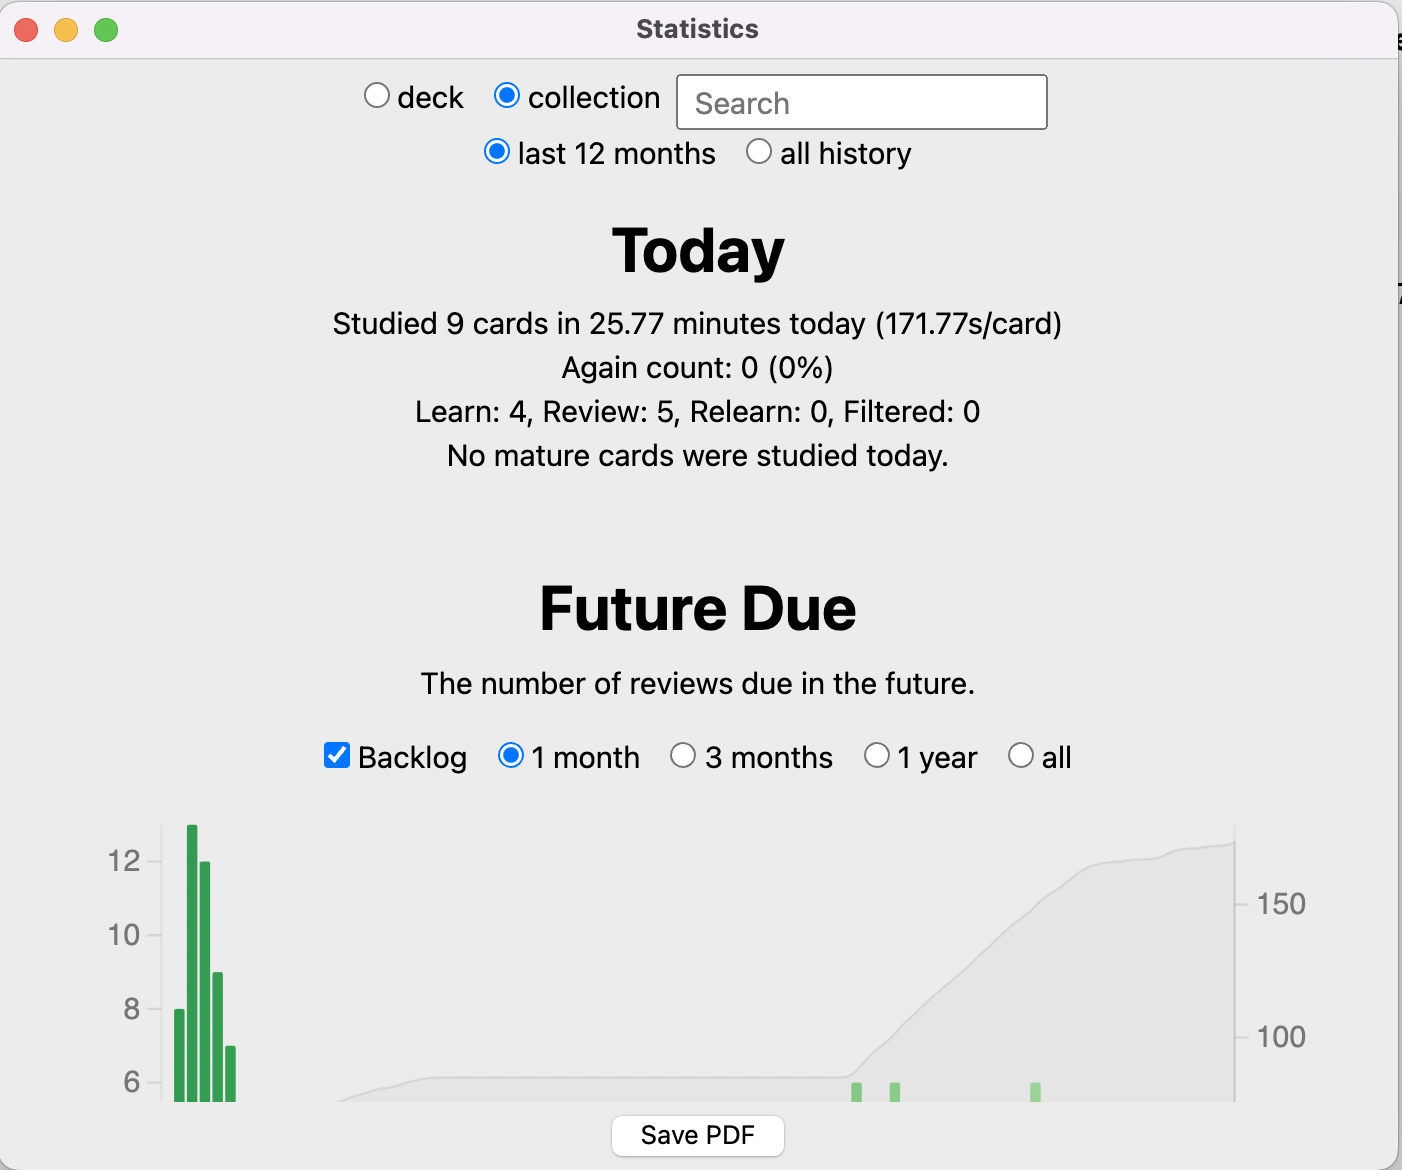 Statistics
deck collection Search
last 12 months all history
Today
Studied 9 cards in 25.77 minutes today (171.77s/card)
Again count: 0 (0%)
Learn: 4, Review: 5, Relearn: 0, Filtered: 0
No mature cards were studied today.
Future Due
The number of reviews due in the future.
Backlog 1 month 3 months 1 year all
12
150
10
8
100
6
Save PDF